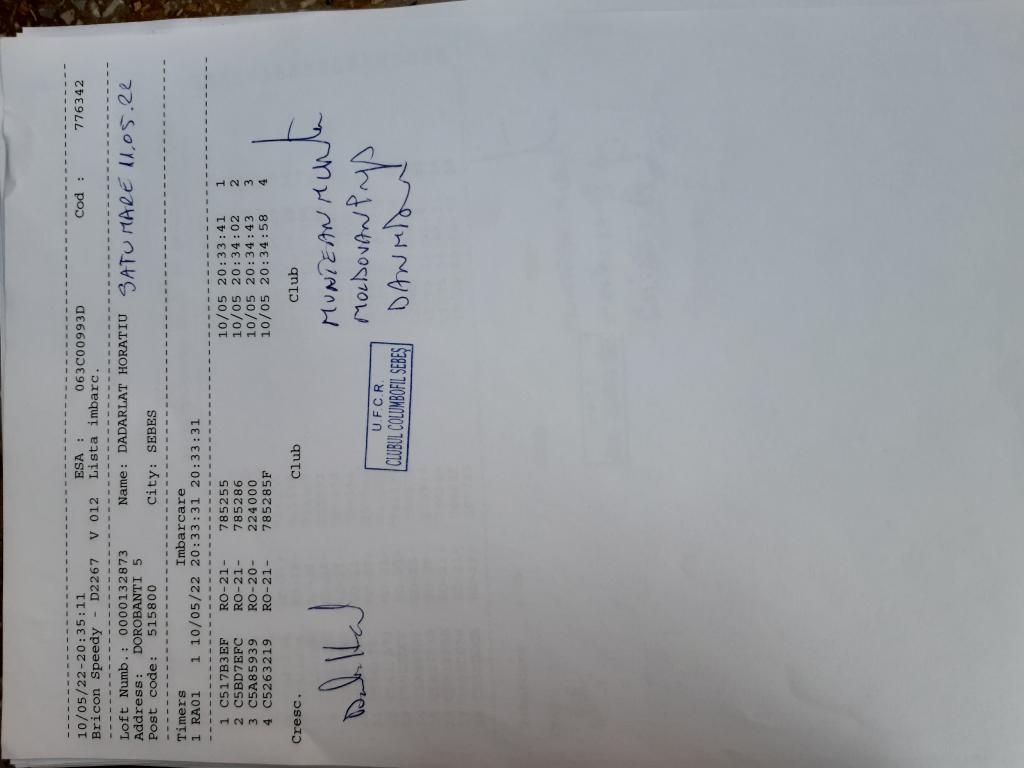 10/05/22-20:35:11 ESA : 063C00993D Cod : 776342
Bricon Speedy - D2267 V 012 Lista imbarc.
Loft Numb.: 0000132873 Name: DADARLAT HORATIU SATU MARE 11.05.22
Address: DOROBANTI 5
Post code: 515800 City: SEBES
Timers Imbarcare
1 RA01 1 10/05/22 20:33:31 20:33:31
1 C517B3EF RO-21- 785255 10/05 20:33:41 1
2 C5BD7EFC RO-21- 785286 10/05 20:34:02 2
3 C5A85939 RO-20- 224000 10/05 20:34:43 3
4 C5263219 RO-21- 785285F 10/05 20:34:58 4
Cresc. Club Club
MUNTEAN
MOLDOVAN
DAN
U.F.C.R.
CLUBUL COLUMBOFIL SEBEȘ